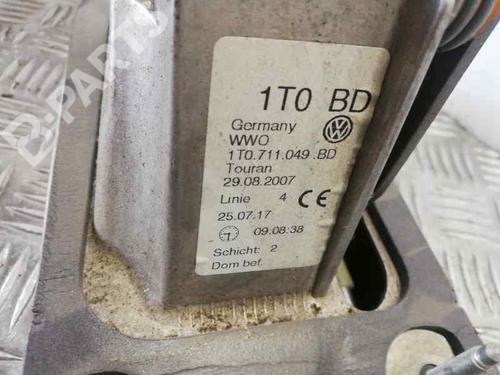 B-PARTS
1T0 BD
Germany
WWO
1T0.711.049 .BD
Touran
29.08.2007
Linie 4 CE
25.07.17
09:08:38
Schicht: 2
Dom bef.